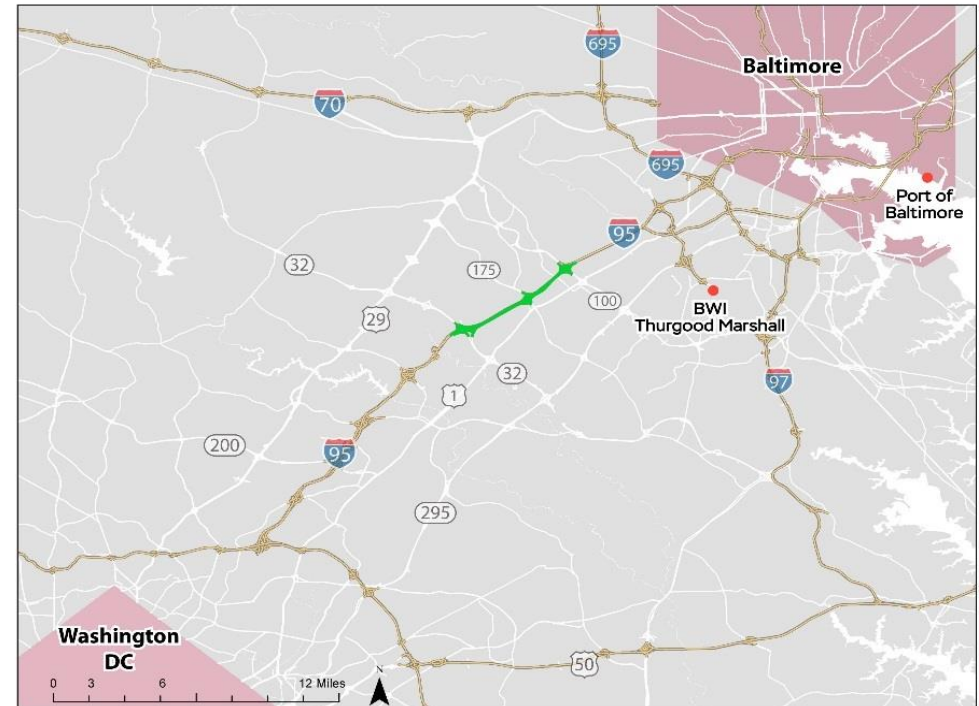 695
Baltimore
70
695
Port of
Baltimore
95
32
175
BWI
Thurgood Marshall
100
29
32
97
1
200
95
295
Washington
DC
50
N
0 3 6 12 Miles